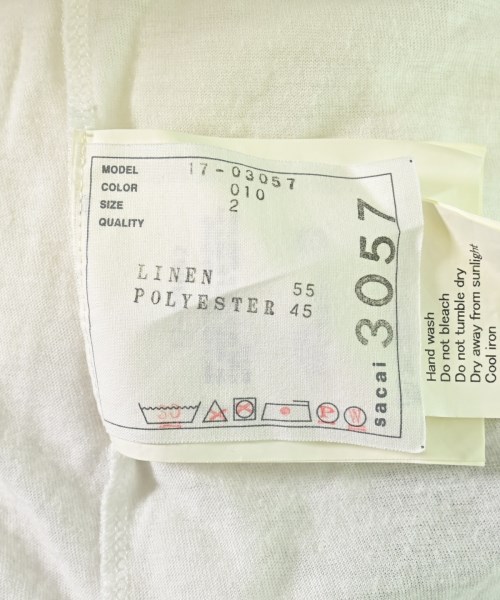 MODEL 17-03057
COLOR 010
SIZE 2
QUALITY
LINEN 55
POLYESTER 45
sacai 3057
Hand wash
Do not bleach
Do not tumble dry
Dry away from sunlight
Cool iron